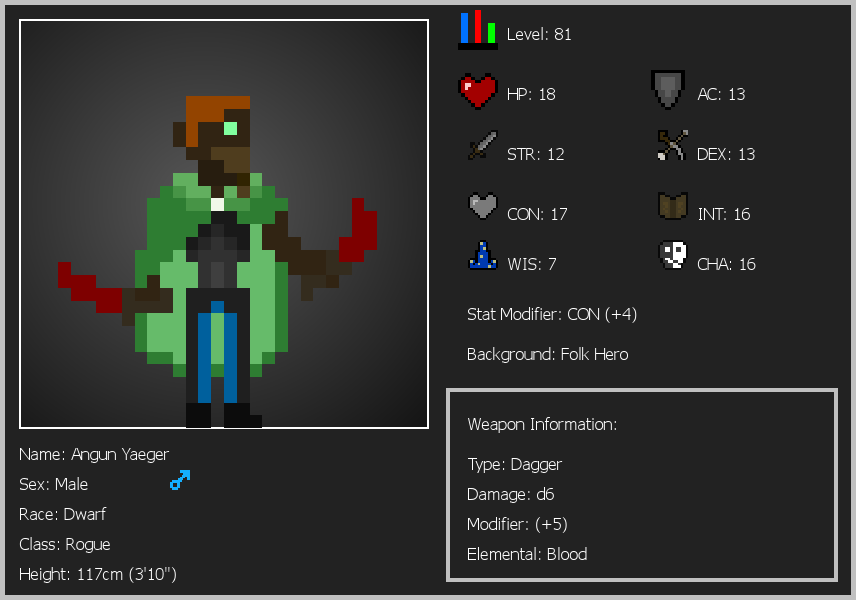 Level: 81
HP: 18
AC: 13
STR: 12
DEX: 13
CON: 17
INT: 16
WIS: 7
CHA: 16
Stat Modifier: CON (+4)
Background: Folk Hero
Weapon Information:
Type: Dagger
Damage: d6
Modifier: (+5)
Elemental: Blood
Name: Angun Yaeger
Sex: Male
Race: Dwarf
Class: Rogue
Height: 117cm (3'10")